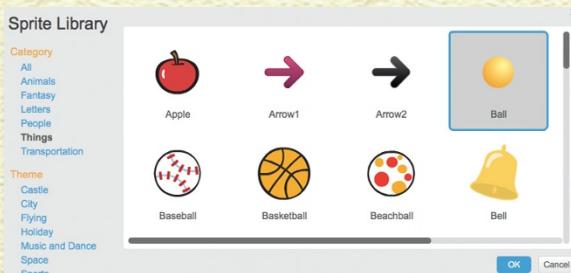 Sprite Library
Category
All
Animals
Fantasy
Letters
People
Things
Transportation
Theme
Castle
City
Flying
Holiday
Music and Dance
Space
Sports
Apple
Arrow1
Arrow2
Ball
Baseball
Basketball
Beachball
Bell
OK
Cancel